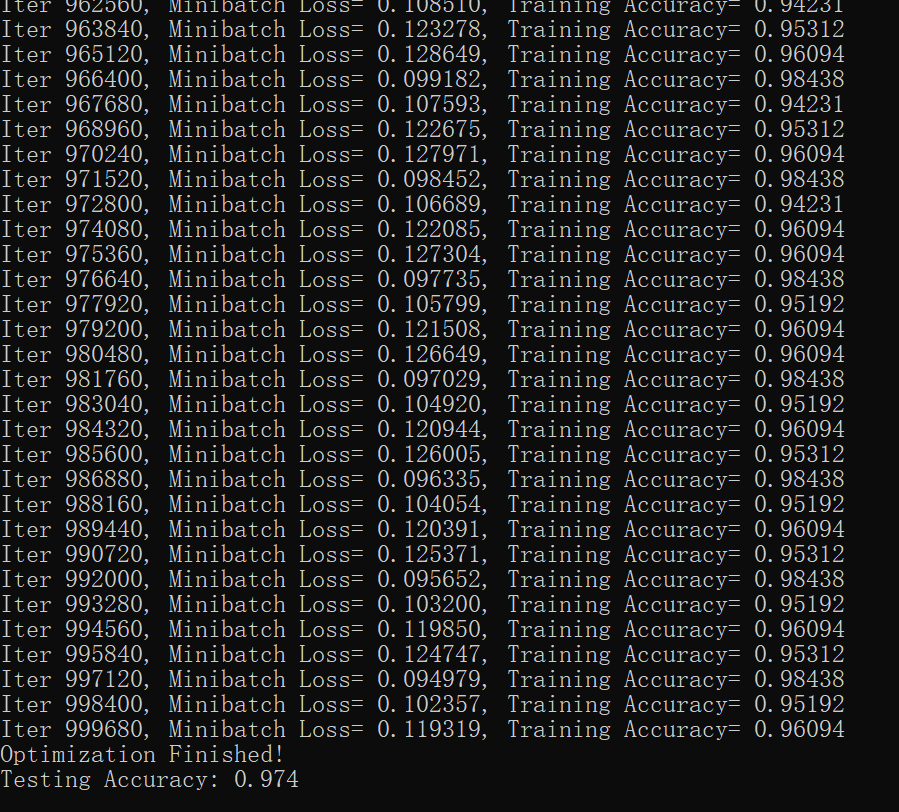 Iter 962560, Minibatch Loss= 0.108510, Training Accuracy= 0.94231
Iter 963840, Minibatch Loss= 0.123278, Training Accuracy= 0.95312
Iter 965120, Minibatch Loss= 0.128649, Training Accuracy= 0.96094
Iter 966400, Minibatch Loss= 0.099182, Training Accuracy= 0.98438
Iter 967680, Minibatch Loss= 0.107593, Training Accuracy= 0.94231
Iter 968960, Minibatch Loss= 0.122675, Training Accuracy= 0.95312
Iter 970240, Minibatch Loss= 0.127971, Training Accuracy= 0.96094
Iter 971520, Minibatch Loss= 0.098452, Training Accuracy= 0.98438
Iter 972800, Minibatch Loss= 0.106689, Training Accuracy= 0.94231
Iter 974080, Minibatch Loss= 0.122085, Training Accuracy= 0.96094
Iter 975360, Minibatch Loss= 0.127304, Training Accuracy= 0.96094
Iter 976640, Minibatch Loss= 0.097735, Training Accuracy= 0.98438
Iter 977920, Minibatch Loss= 0.105799, Training Accuracy= 0.95192
Iter 979200, Minibatch Loss= 0.121508, Training Accuracy= 0.96094
Iter 980480, Minibatch Loss= 0.126649, Training Accuracy= 0.96094
Iter 981760, Minibatch Loss= 0.097029, Training Accuracy= 0.98438
Iter 983040, Minibatch Loss= 0.104920, Training Accuracy= 0.95192
Iter 984320, Minibatch Loss= 0.120944, Training Accuracy= 0.96094
Iter 985600, Minibatch Loss= 0.126005, Training Accuracy= 0.95312
Iter 986880, Minibatch Loss= 0.096335, Training Accuracy= 0.98438
Iter 988160, Minibatch Loss= 0.104054, Training Accuracy= 0.95192
Iter 989440, Minibatch Loss= 0.120391, Training Accuracy= 0.96094
Iter 990720, Minibatch Loss= 0.125371, Training Accuracy= 0.95312
Iter 992000, Minibatch Loss= 0.095652, Training Accuracy= 0.98438
Iter 993280, Minibatch Loss= 0.103200, Training Accuracy= 0.95192
Iter 994560, Minibatch Loss= 0.119850, Training Accuracy= 0.96094
Iter 995840, Minibatch Loss= 0.124747, Training Accuracy= 0.95312
Iter 997120, Minibatch Loss= 0.094979, Training Accuracy= 0.98438
Iter 998400, Minibatch Loss= 0.102357, Training Accuracy= 0.95192
Iter 999680, Minibatch Loss= 0.119319, Training Accuracy= 0.96094
Optimization Finished!
Testing Accuracy: 0.974